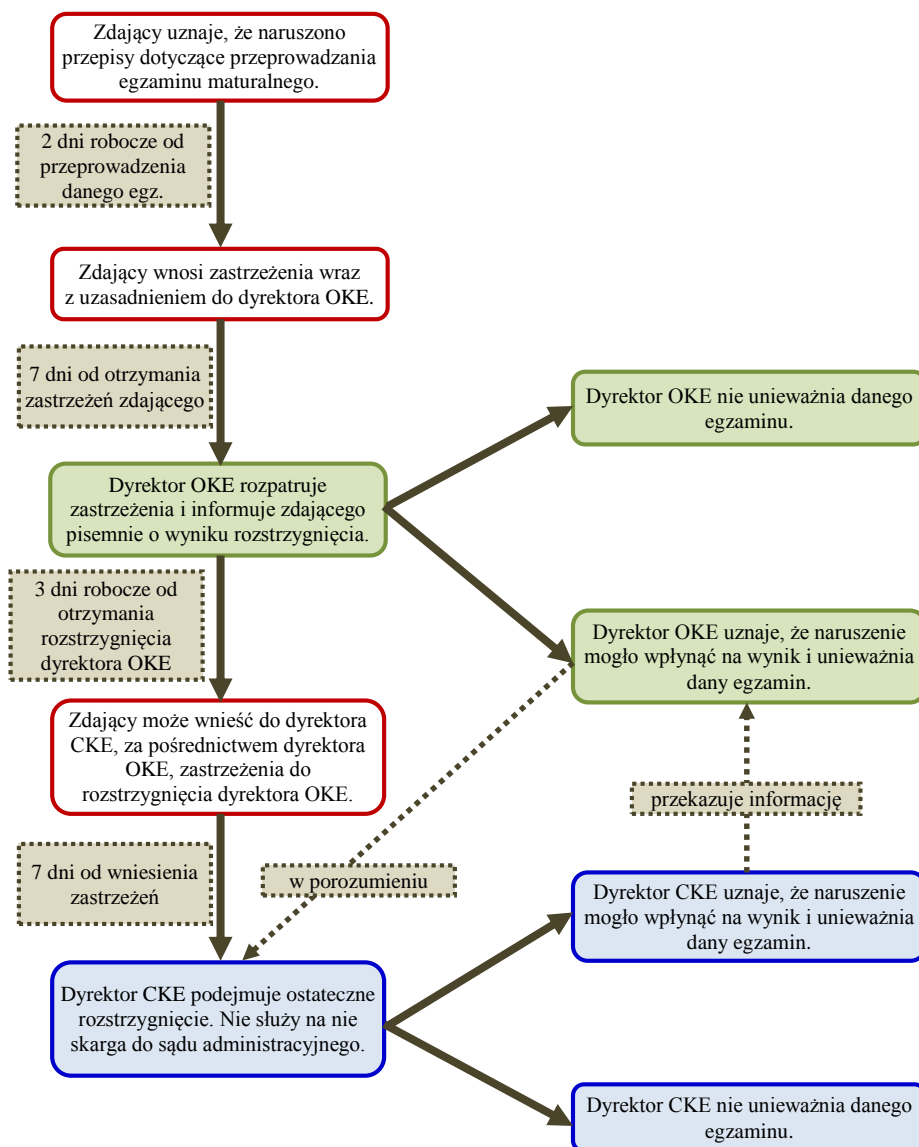 Zdający uznaje, że naruszono
przepisy dotyczące przeprowadzania
egzaminu maturalnego.
2 dni robocze od
przeprowadzenia
danego egz.
Zdający wnosi zastrzeżenia wraz
z uzasadnieniem do dyrektora OKE.
7 dni od otrzymania
zastrzeżeń zdającego
Dyrektor OKE nie unieważnia danego
egzaminu.
Dyrektor OKE rozpatruje
zastrzeżenia i informuje zdającego
pisemnie o wyniku rozstrzygnięcia.
3 dni robocze od
otrzymania
rozstrzygnięcia
dyrektora OKE
Dyrektor OKE uznaje, że naruszenie
mogło wpłynąć na wynik i unieważnia
dany egzamin.
Zdający może wnieść do dyrektora
CKE, za pośrednictwem dyrektora
OKE, zastrzeżenia do
rozstrzygnięcia dyrektora OKE.
przekazuje informację
7 dni od wniesienia
zastrzeżeń
w porozumieniu
Dyrektor CKE uznaje, że naruszenie
mogło wpłynąć na wynik i unieważnia
dany egzamin.
Dyrektor CKE podejmuje ostateczne
rozstrzygnięcie. Nie służy na nie
skarga do sądu administracyjnego.
Dyrektor CKE nie unieważnia danego
egzaminu.